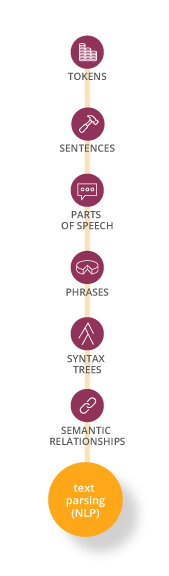 TOKENS
SENTENCES
PARTS
OF SPEECH
PHRASES
SYNTAX
TREES
SEMANTIC
RELATIONSHIPS
text
parsing
(NLP)